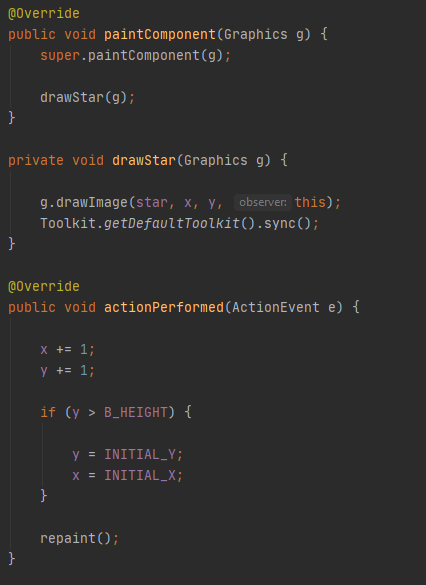 @Override
public void paintComponent(Graphics g) {
    super.paintComponent(g);

    drawStar(g);
}

private void drawStar(Graphics g) {

    g.drawImage(star, x, y, observer: this);
    Toolkit.getDefaultToolkit().sync();
}

@Override
public void actionPerformed(ActionEvent e) {

    x += 1;
    y += 1;

    if (y > B_HEIGHT) {

        y = INITIAL_Y;
        x = INITIAL_X;
    }

    repaint();
}